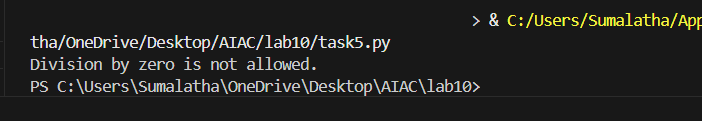 > & C:/Users/Sumalatha/App
tha/OneDrive/Desktop/AIAC/lab10/task5.py
Division by zero is not allowed.
PS C:\Users\Sumalatha\OneDrive\Desktop\AIAC\lab10>